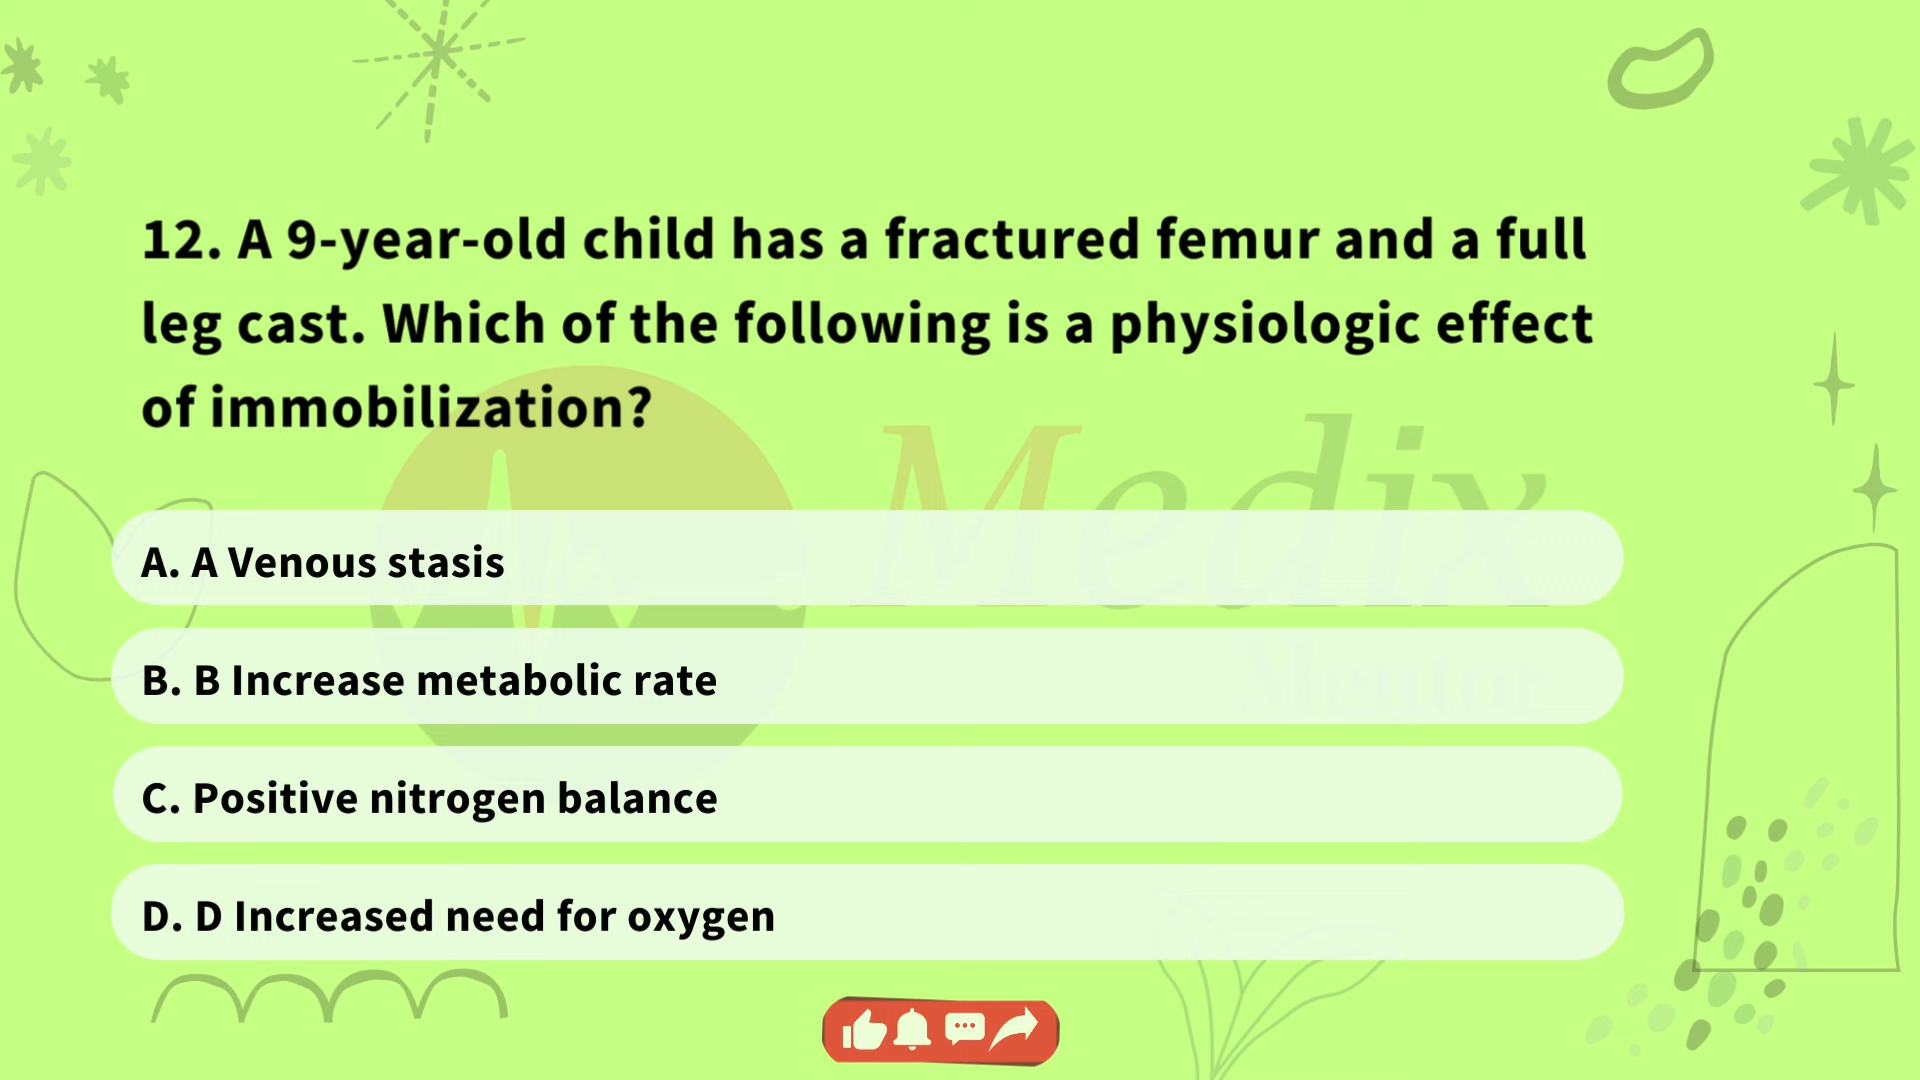 12. A 9-year-old child has a fractured femur and a full
leg cast. Which of the following is a physiologic effect
of immobilization?
Medix
A. A Venous stasis
B. B Increase metabolic rate
Mentor
C. Positive nitrogen balance
D. D Increased need for oxygen